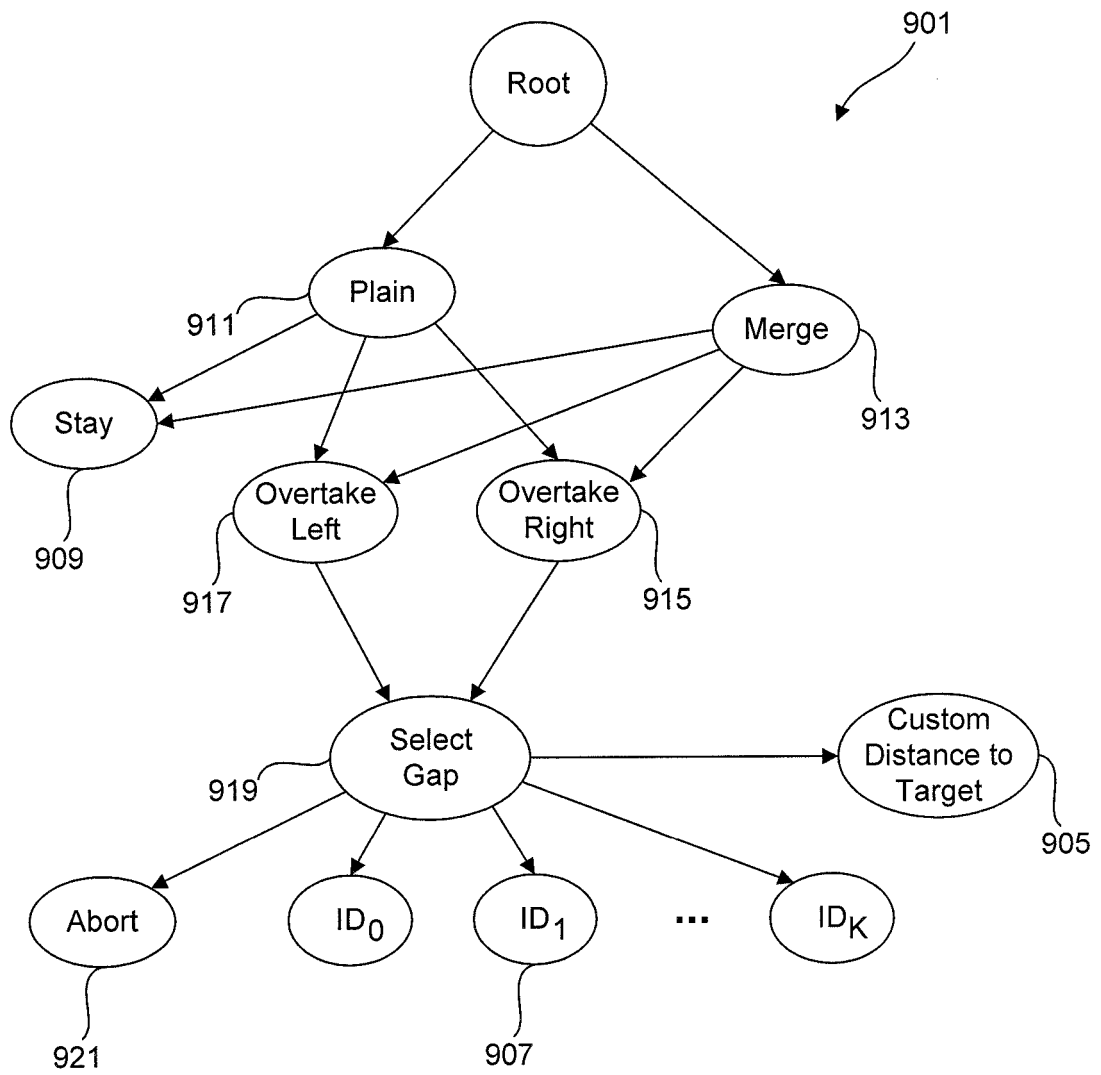 901
Root
Plain
911
Merge
913
Stay
909
Overtake
Left
917
Overtake
Right
915
Select
Gap
919
Custom
Distance to
Target
905
Abort
921
ID0
ID1
907
...
IDK